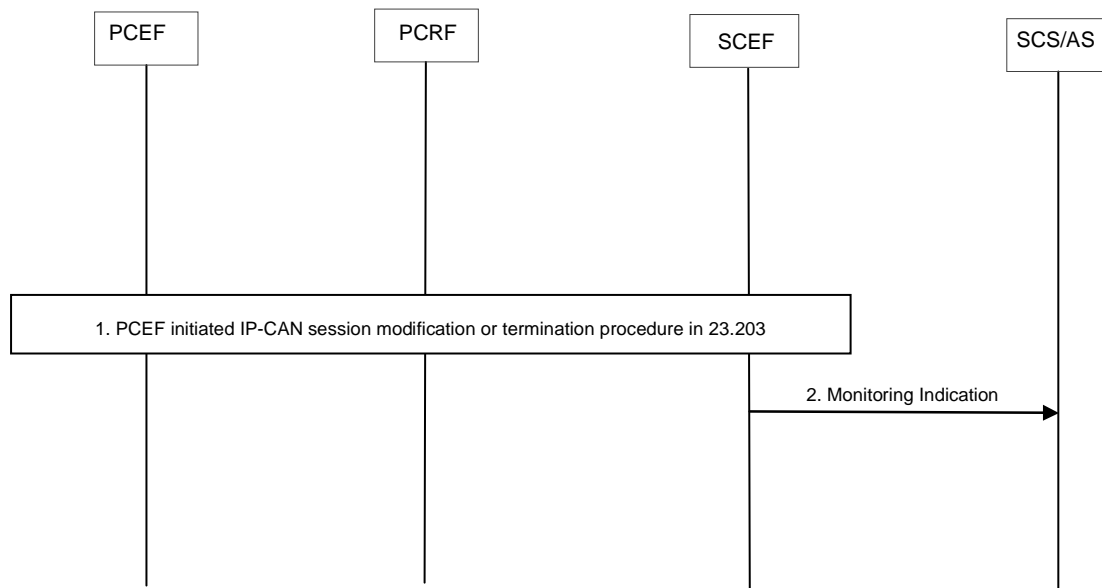 PCEF
PCRF
SCEF
SCS/AS
1. PCEF initiated IP-CAN session modification or termination procedure in 23.203
2. Monitoring Indication